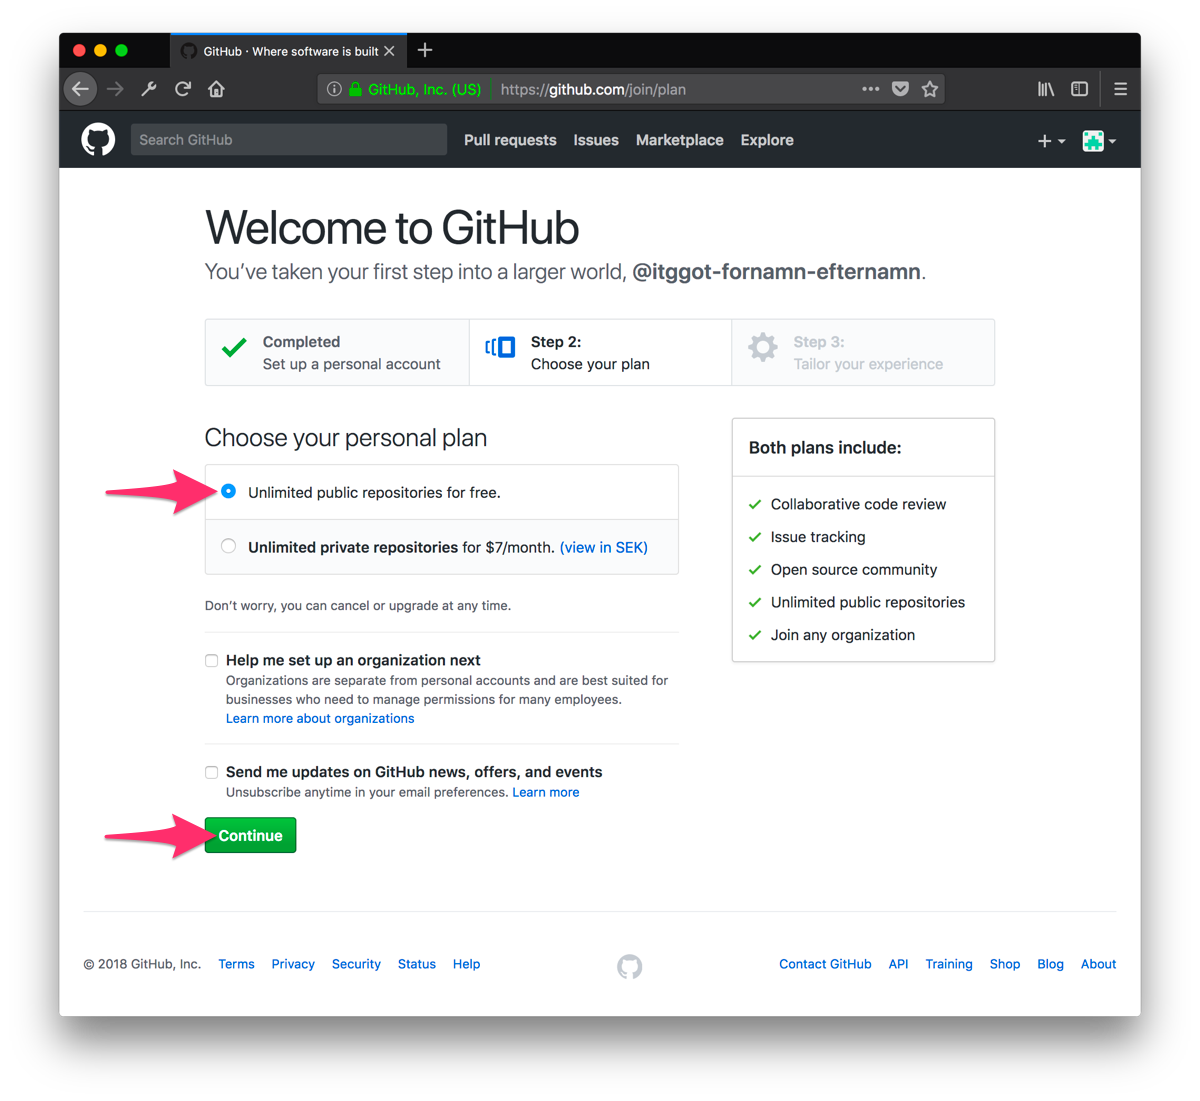 GitHub · Where software is built
GitHub, Inc. (US)
https://github.com/join/plan
Search GitHub
Pull requests
Issues
Marketplace
Explore
Welcome to GitHub
You’ve taken your first step into a larger world, @itggot-fornamn-efternamn.
Completed
Set up a personal account
Step 2:
Choose your plan
Step 3:
Tailor your experience
Choose your personal plan
Unlimited public repositories for free.
Unlimited private repositories for $7/month. (view in SEK)
Don’t worry, you can cancel or upgrade at any time.
Help me set up an organization next
Organizations are separate from personal accounts and are best suited for
businesses who need to manage permissions for many employees.
Learn more about organizations
Send me updates on GitHub news, offers, and events
Unsubscribe anytime in your email preferences. Learn more
Continue
Both plans include:
Collaborative code review
Issue tracking
Open source community
Unlimited public repositories
Join any organization
© 2018 GitHub, Inc.
Terms
Privacy
Security
Status
Help
Contact GitHub
API
Training
Shop
Blog
About